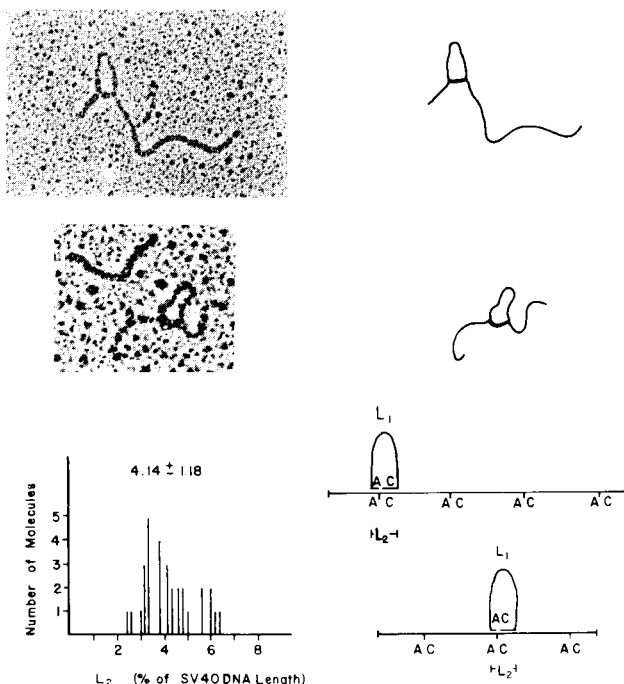 4.14 ± 1.18
Number of Molecules
5
4
3
2
1
2 4 6 8
L2 (% of SV40 DNA Length)
L1
A C
A C A C A C A C
L2
L1
A C
A C A C A C
L2